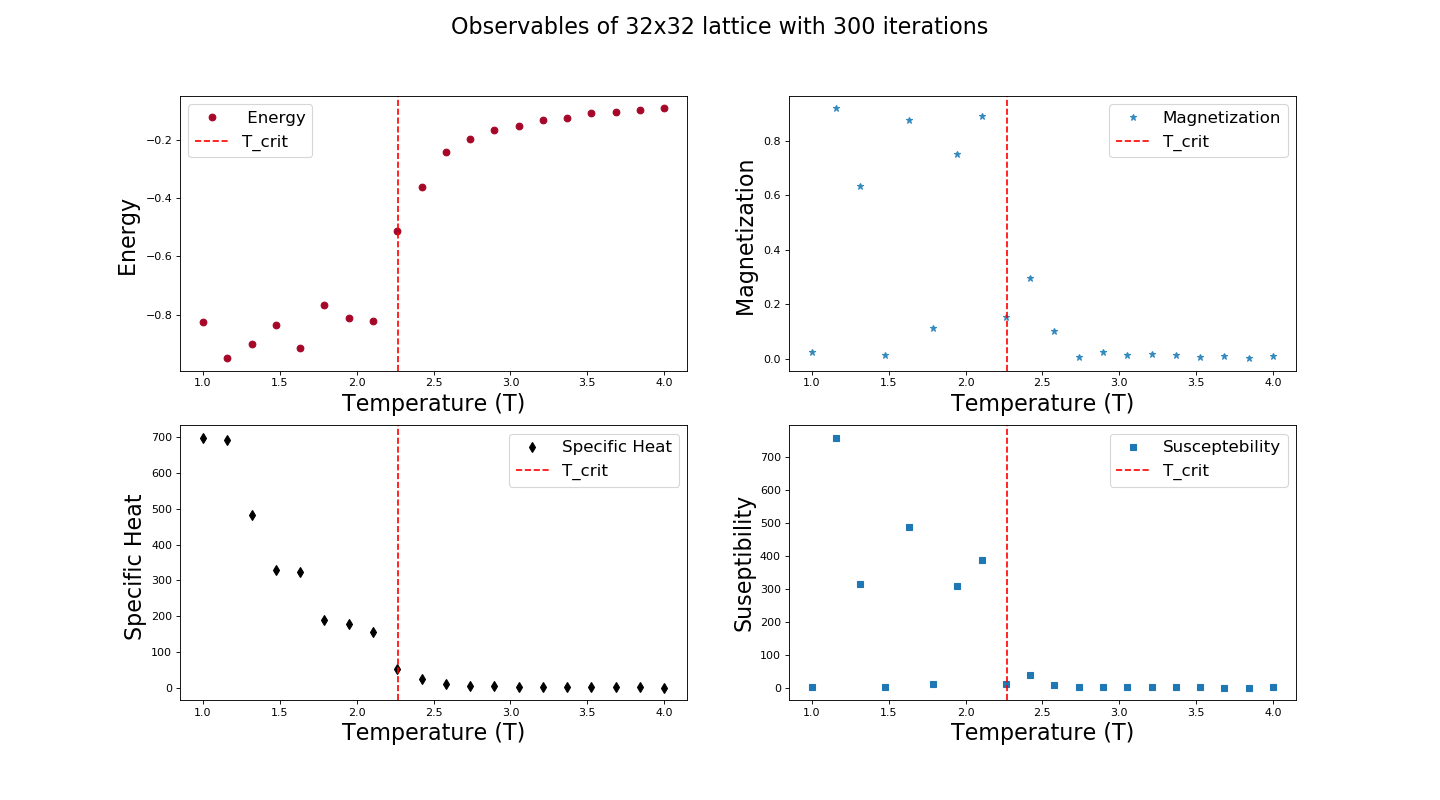 Observables of 32x32 lattice with 300 iterations
Energy
T_crit
Energy
−0.2
−0.4
−0.6
−0.8
1.0 1.5 2.0 2.5 3.0 3.5 4.0
Temperature (T)
Magnetization
T_crit
Magnetization
0.8
0.6
0.4
0.2
0.0
1.0 1.5 2.0 2.5 3.0 3.5 4.0
Temperature (T)
Specific Heat
T_crit
Specific Heat
700
600
500
400
300
200
100
0
1.0 1.5 2.0 2.5 3.0 3.5 4.0
Temperature (T)
Susceptebility
T_crit
Suseptibility
700
600
500
400
300
200
100
0
1.0 1.5 2.0 2.5 3.0 3.5 4.0
Temperature (T)